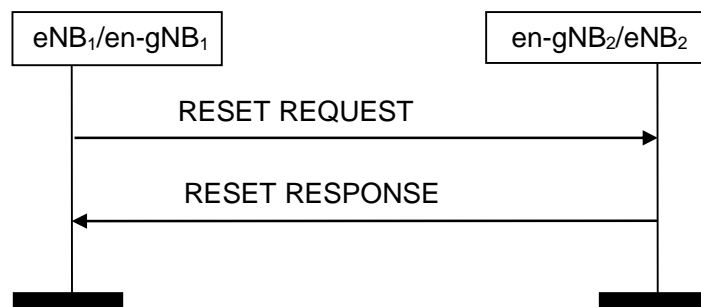 eNB₁/en-gNB₁
en-gNB₂/eNB₂
RESET REQUEST
RESET RESPONSE